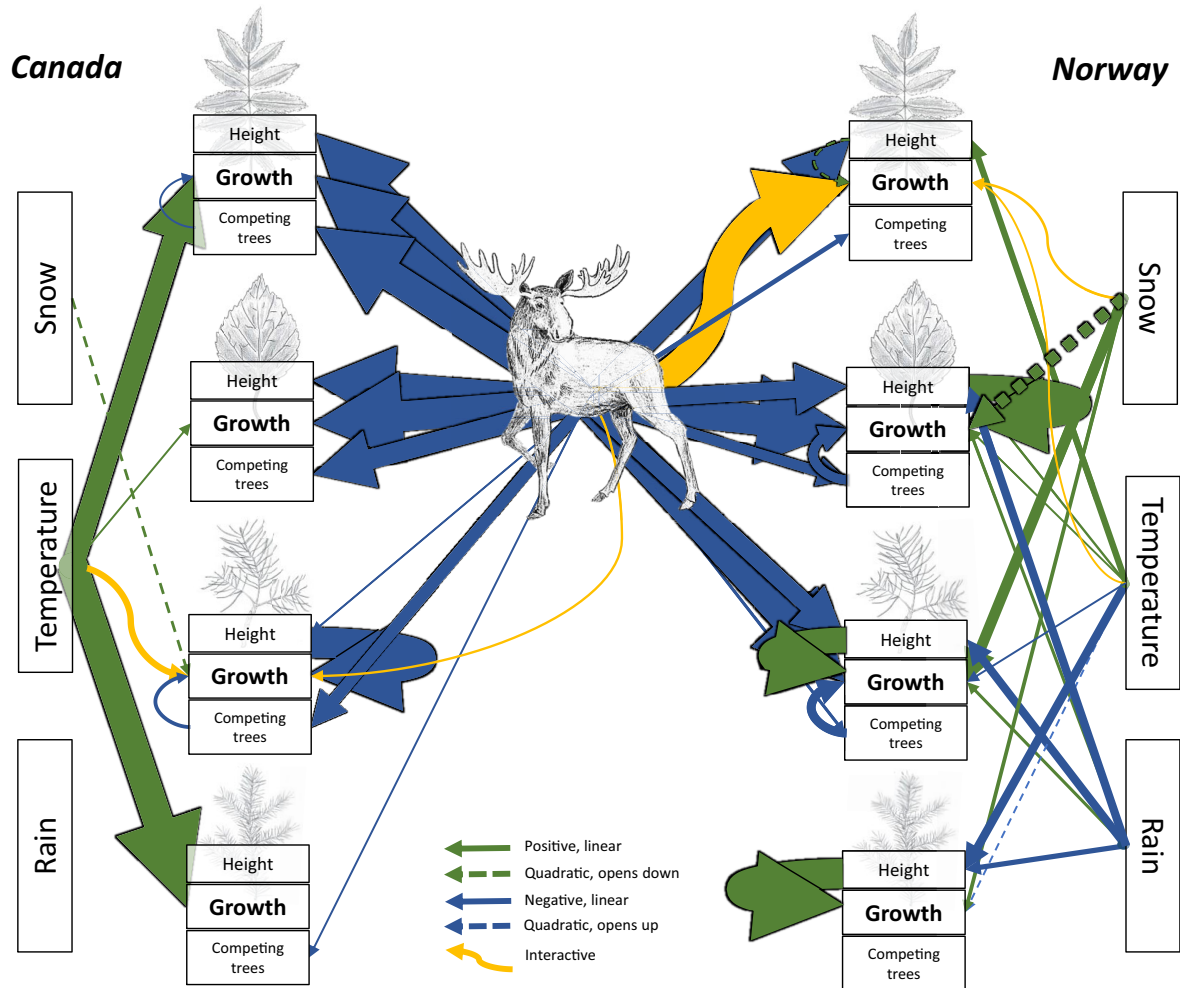 Canada
Norway
Snow
Temperature
Rain
Height
Growth
Competing
trees
Height
Growth
Competing
trees
Height
Growth
Competing
trees
Height
Growth
Competing
trees
Height
Growth
Competing
trees
Height
Growth
Competing
trees
Height
Growth
Competing
trees
Height
Growth
Competing
trees
Snow
Temperature
Rain
Positive, linear
Quadratic, opens down
Negative, linear
Quadratic, opens up
Interactive